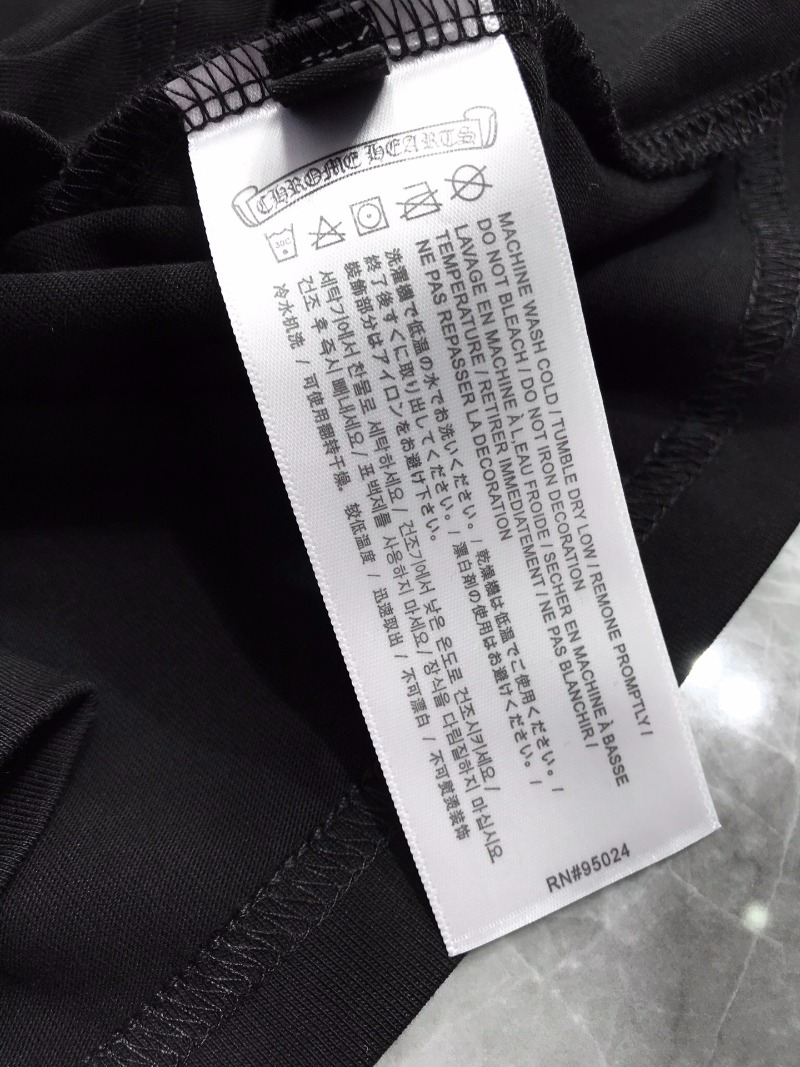 CHROME HEARTS
30C
MACHINE WASH COLD / TUMBLE DRY LOW / REMONE PROMPTLY /
DO NOT BLEACH / DO NOT IRON DECORATION
LAVAGE EN MACHINE À L,EAU FROIDE / SECHER EN MACHINE À BASSE
TEMPERATURE / RETIRER IMMEDIATEMENT / NE PAS BLANCHIR /
NE PAS REPASSER LA DECORATION
洗濯機で低温の水でお洗いください。/ 乾燥機は低温でご使用ください。/
終了後すぐに取り出してください。/ 漂白剤の使用はお避けください。/
装飾部分はアイロンをお避け下さい。
세탁기에서 찬물로 세탁하세요 / 건조기에서 낮은 온도로 건조시키세요 /
건조 후 즉시 빼내세요 / 표백제를 사용하지 마세요 / 장식을 다림질하지 마십시요
冷水机洗 / 可使用翻转干燥。较低温度 / 迅速取出 / 不可漂白 / 不可熨烫装饰
RN#95024